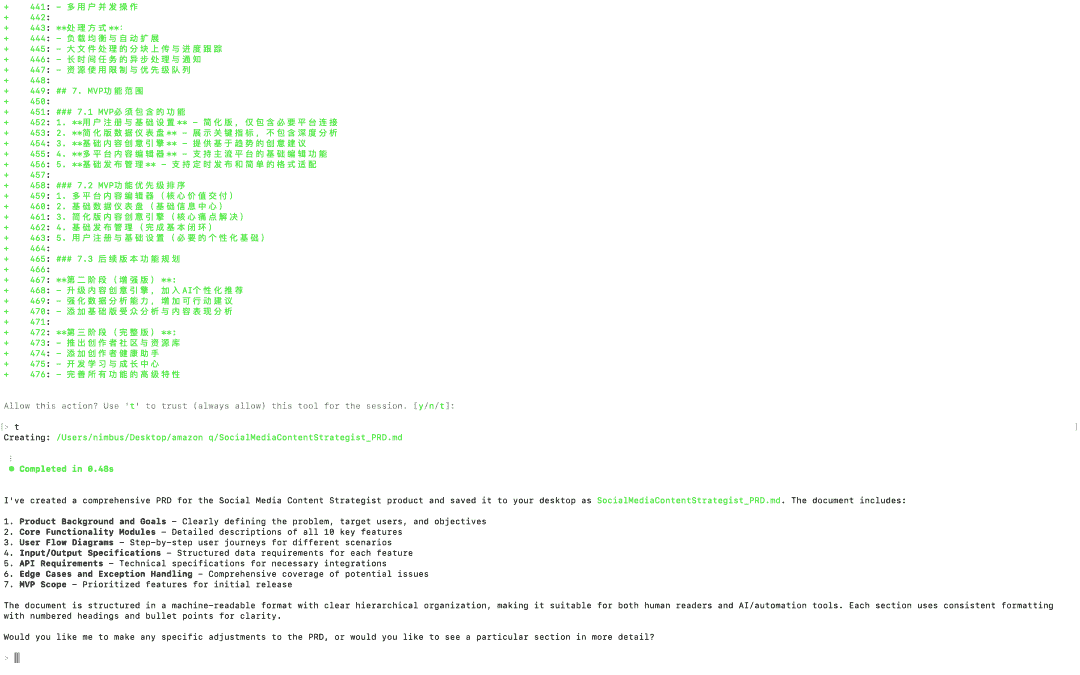 + 441: - 多用户并发操作
+ 442:
+ 443: **处理方式**:
+ 444: - 负载均衡与自动扩展
+ 445: - 大文件处理的分块上传与进度跟踪
+ 446: - 长时间任务的异步处理与通知
+ 447: - 资源使用限制与优先级队列
+ 448:
+ 449: ## 7. MVP功能范围
+ 450:
+ 451: ### 7.1 MVP必须包含的功能
+ 452: 1. **用户注册与基础设置** - 简化版，仅包含必要平台连接
+ 453: 2. **简化版数据仪表盘** - 展示关键指标，不包含深度分析
+ 454: 3. **基础内容创意引擎** - 提供基于趋势的创意建议
+ 455: 4. **多平台内容编辑器** - 支持主流平台的基础编辑功能
+ 456: 5. **基础发布管理** - 支持定时发布和简单的格式适配
+ 457:
+ 458: ### 7.2 MVP功能优先级排序
+ 459: 1. 多平台内容编辑器（核心价值交付）
+ 460: 2. 基础数据仪表盘（基础信息中心）
+ 461: 3. 简化版内容创意引擎（核心痛点解决）
+ 462: 4. 基础发布管理（完成基本闭环）
+ 463: 5. 用户注册与基础设置（必要的个性化基础）
+ 464:
+ 465: ### 7.3 后续版本功能规划
+ 466:
+ 467: **第二阶段（增强版）**:
+ 468: - 升级内容创意引擎，加入AI个性化推荐
+ 469: - 强化数据分析能力，增加可行动建议
+ 470: - 添加基础版受众分析与内容表现分析
+ 471:
+ 472: **第三阶段（完整版）**:
+ 473: - 推出创作者社区与资源库
+ 474: - 添加创作者健康助手
+ 475: - 开发学习与成长中心
+ 476: - 完善所有功能的高级特性
Allow this action? Use 't' to trust (always allow) this tool for the session. [y/n/t]:
> t
Creating: /Users/nimbus/Desktop/amazon q/SocialMediaContentStrategist_PRD.md
⋮
● Completed in 0.48s
I've created a comprehensive PRD for the Social Media Content Strategist product and saved it to your desktop as SocialMediaContentStrategist_PRD.md. The document includes:
1. Product Background and Goals - Clearly defining the problem, target users, and objectives
2. Core Functionality Modules - Detailed descriptions of all 10 key features
3. User Flow Diagrams - Step-by-step user journeys for different scenarios
4. Input/Output Specifications - Structured data requirements for each feature
5. API Requirements - Technical specifications for necessary integrations
6. Edge Cases and Exception Handling - Comprehensive coverage of potential issues
7. MVP Scope - Prioritized features for initial release
The document is structured in a machine-readable format with clear hierarchical organization, making it suitable for both human readers and AI/automation tools. Each section uses consistent formatting
with numbered headings and bullet points for clarity.
Would you like me to make any specific adjustments to the PRD, or would you like to see a particular section in more detail?
>